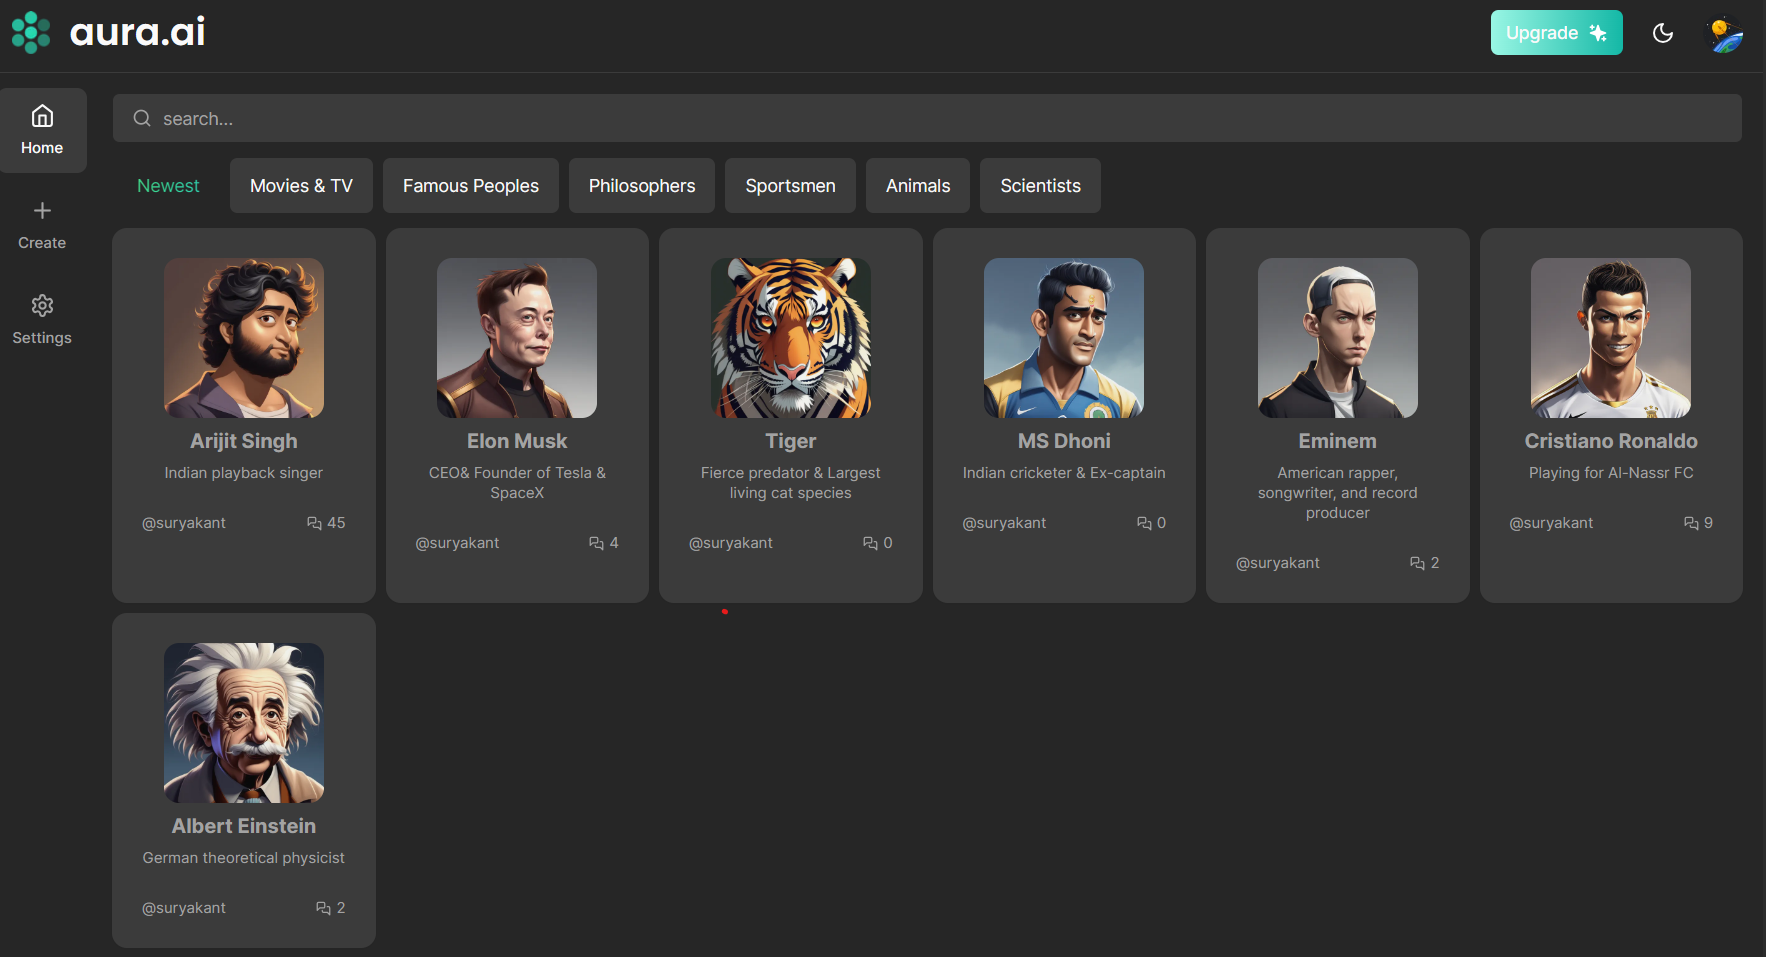 aura.ai
Upgrade
Home
Create
Settings
search...
Newest
Movies & TV
Famous Peoples
Philosophers
Sportsmen
Animals
Scientists
Arijit Singh
Indian playback singer
@suryakant
45
Elon Musk
CEO& Founder of Tesla &
SpaceX
@suryakant
4
Tiger
Fierce predator & Largest
living cat species
@suryakant
0
MS Dhoni
Indian cricketer & Ex-captain
@suryakant
0
Eminem
American rapper,
songwriter, and record
producer
@suryakant
2
Cristiano Ronaldo
Playing for Al-Nassr FC
@suryakant
9
Albert Einstein
German theoretical physicist
@suryakant
2